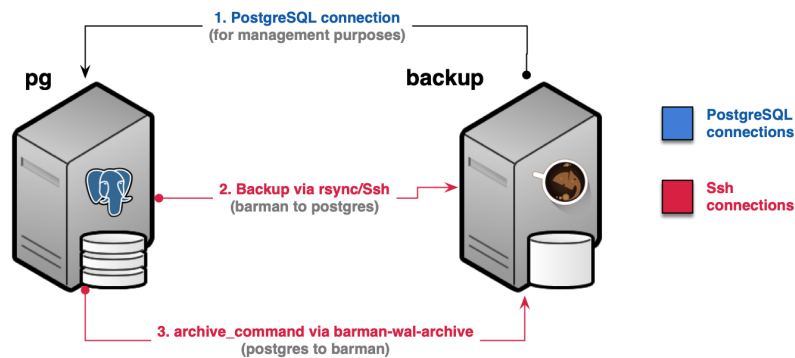 1. PostgreSQL connection
(for management purposes)
pg
backup
PostgreSQL
connections
2. Backup via rsync/Ssh
(barman to postgres)
Ssh
connections
3. archive_command via barman-wal-archive
(postgres to barman)